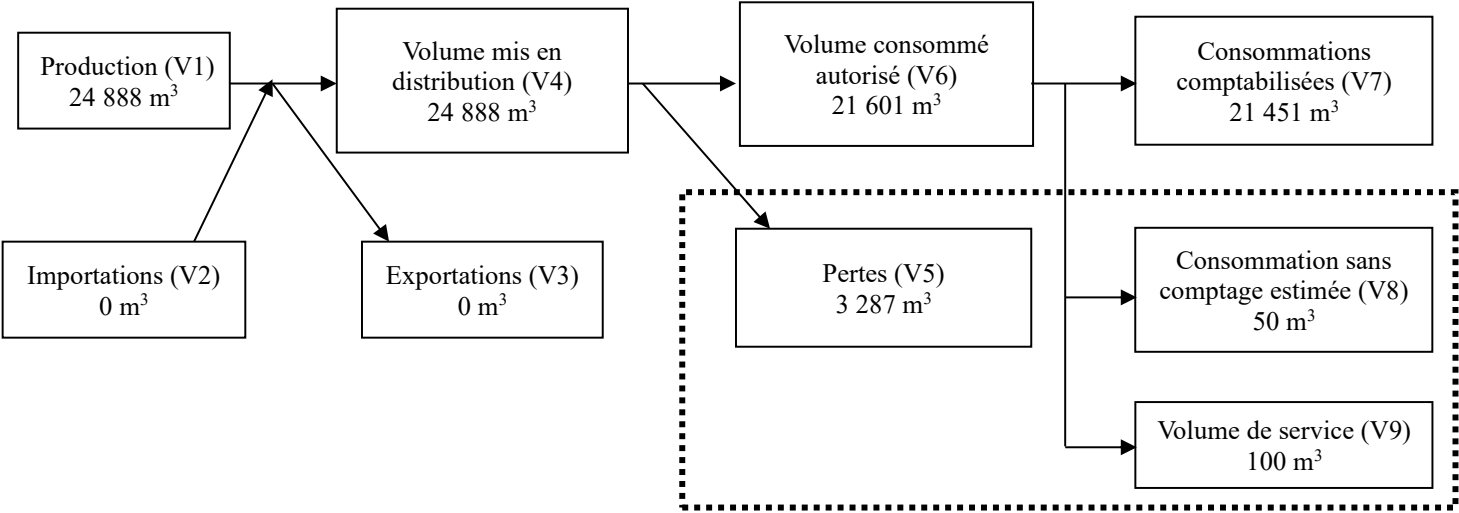 Production (V1)
24 888 m³
Volume mis en
distribution (V4)
24 888 m³
Volume consommé
autorisé (V6)
21 601 m³
Consommations
comptabilisées (V7)
21 451 m³
Importations (V2)
0 m³
Exportations (V3)
0 m³
Pertes (V5)
3 287 m³
Consommation sans
comptage estimée (V8)
50 m³
Volume de service (V9)
100 m³